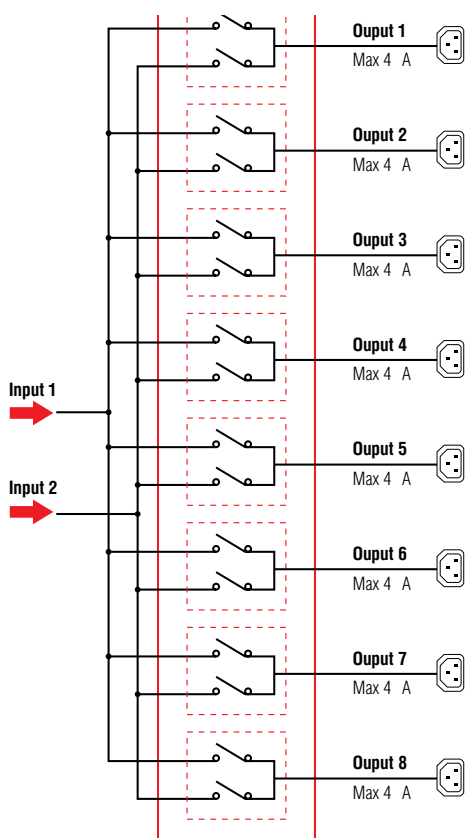 Ouput 1
Max 4 A
Ouput 2
Max 4 A
Ouput 3
Max 4 A
Ouput 4
Max 4 A
Input 1
Ouput 5
Max 4 A
Input 2
Ouput 6
Max 4 A
Ouput 7
Max 4 A
Ouput 8
Max 4 A